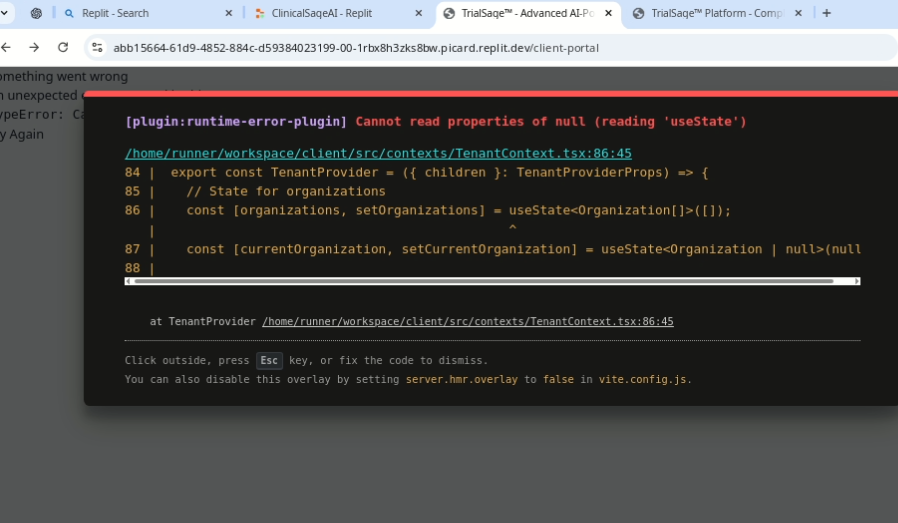 Replit - Search
ClinicalSageAI - Replit
TrialSage™ - Advanced AI-Po
TrialSage™ Platform - Compl
abb15664-61d9-4852-884c-d59384023199-00-1rbx8h3zks8bw.picard.replit.dev/client-portal
omething went wrong
n unexpected
ypeError: Ca
y Again
[plugin:runtime-error-plugin] Cannot read properties of null (reading 'useState')
/home/runner/workspace/client/src/contexts/TenantContext.tsx:86:45
84 | export const TenantProvider = ({ children }: TenantProviderProps) => {
85 | // State for organizations
86 | const [organizations, setOrganizations] = useState<Organization[]>([]);
| ^
87 | const [currentOrganization, setCurrentOrganization] = useState<Organization | null>(null
88 |
at TenantProvider /home/runner/workspace/client/src/contexts/TenantContext.tsx:86:45
Click outside, press Esc key, or fix the code to dismiss.
You can also disable this overlay by setting server.hmr.overlay to false in vite.config.js.